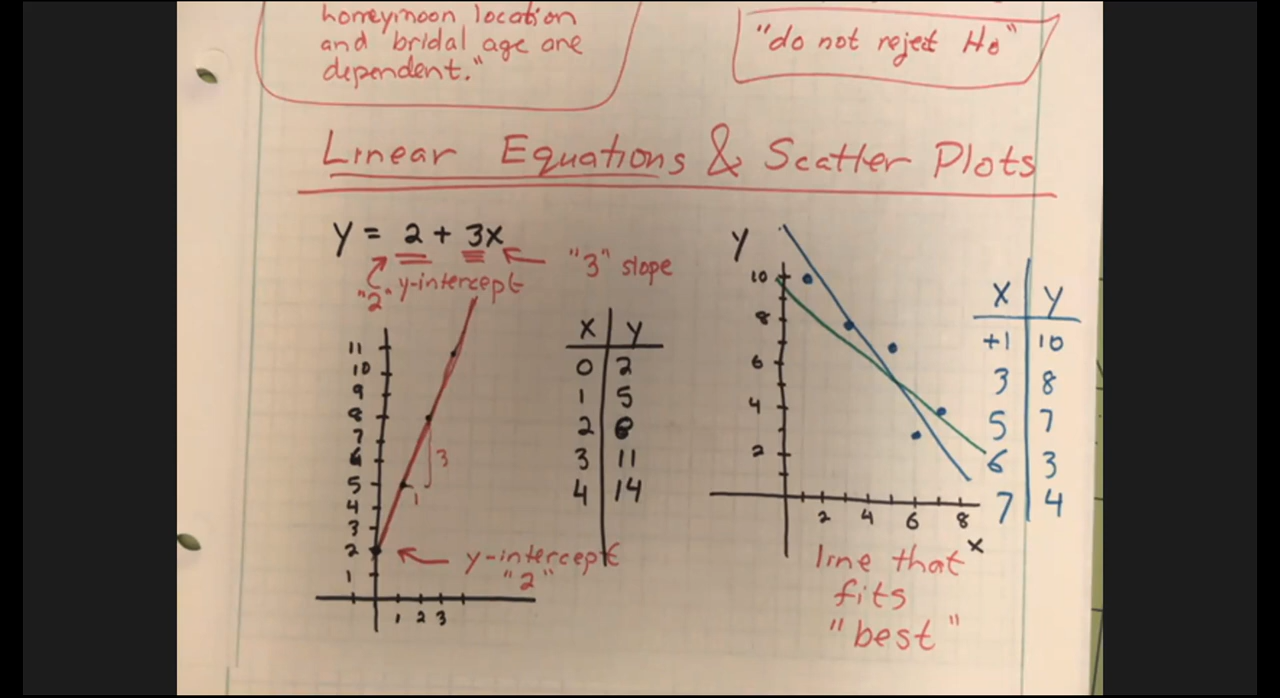 honeymoon location
and "bridal age are
dependent."
"do not reject Ho"
Linear Equations & Scatter Plots
y = 2 + 3x
"3" slope
"2" y-intercept
11
10
9
8
7
6
5
4
3
2
1
1 2 3
3
1
y-intercept
"2"
x y
0 2
1 5
2 8
3 11
4 14
y
10
8
6
4
2
2 4 6 8
x
line that
fits
"best"
x y
+1 10
3 8
5 7
6 3
7 4